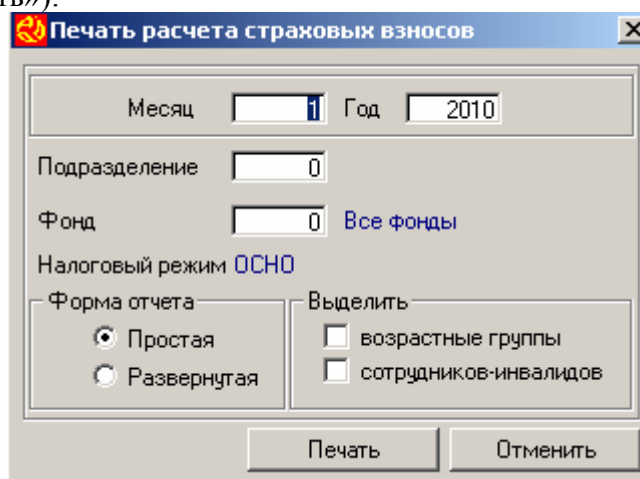 ть»).
Печать расчета страховых взносов
Месяц 1 Год 2010
Подразделение 0
Фонд 0 Все фонды
Налоговый режим ОСНО
Форма отчета Выделить
Простая возрастные группы
Развернутая сотрудников-инвалидов
Печать Отменить